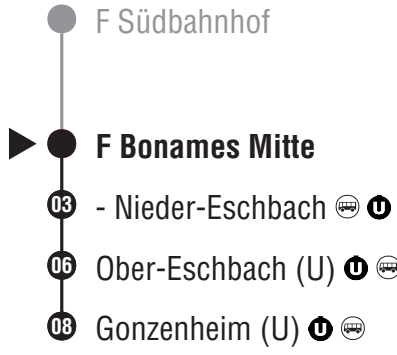 F Südbahnhof
F Bonames Mitte
03 - Nieder-Eschbach U
06 Ober-Eschbach (U) U
08 Gonzenheim (U) U